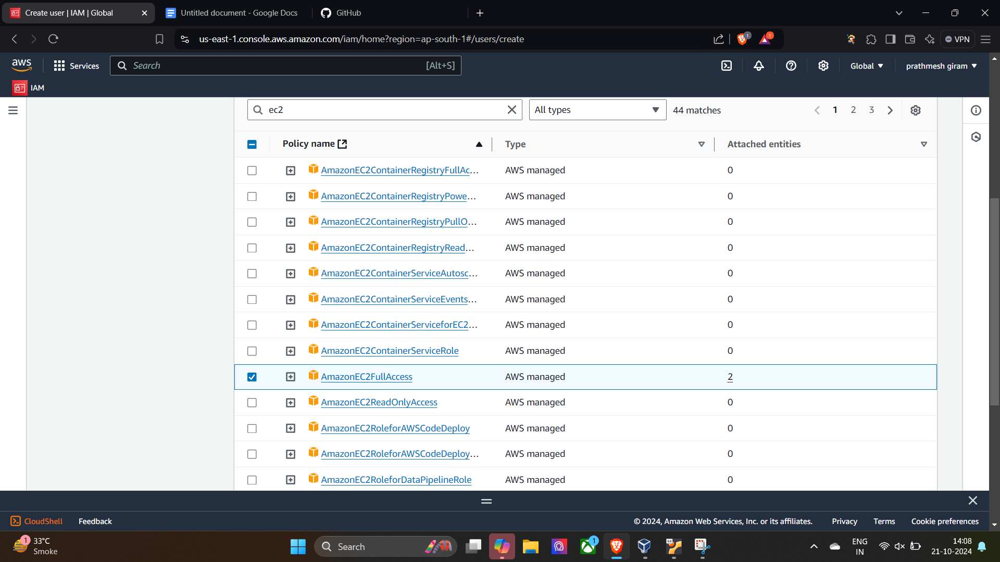 Create user | IAM | Global
Untitled document - Google Docs
GitHub
us-east-1.console.aws.amazon.com/iam/home?region=ap-south-1#/users/create
1
1
VPN
aws
Services
Search
[Alt+S]
Global
prathmesh giram
IAM
ec2
All types
44 matches
1 2 3
Policy name Type Attached entities
AmazonEC2ContainerRegistryFullAc... AWS managed 0
AmazonEC2ContainerRegistryPowe... AWS managed 0
AmazonEC2ContainerRegistryPullO... AWS managed 0
AmazonEC2ContainerRegistryRead... AWS managed 0
AmazonEC2ContainerServiceAutosc... AWS managed 0
AmazonEC2ContainerServiceEvents... AWS managed 0
AmazonEC2ContainerServiceforEC2... AWS managed 0
AmazonEC2ContainerServiceRole AWS managed 0
AmazonEC2FullAccess AWS managed 2
AmazonEC2ReadOnlyAccess AWS managed 0
AmazonEC2RoleforAWSCodeDeploy AWS managed 0
AmazonEC2RoleforAWSCodeDeploy... AWS managed 0
AmazonEC2RoleforDataPipelineRole AWS managed 0
CloudShell Feedback © 2024, Amazon Web Services, Inc. or its affiliates. Privacy Terms Cookie preferences
1
33°C
Smoke
Search
1
64
ENG
IN
14:08
21-10-2024